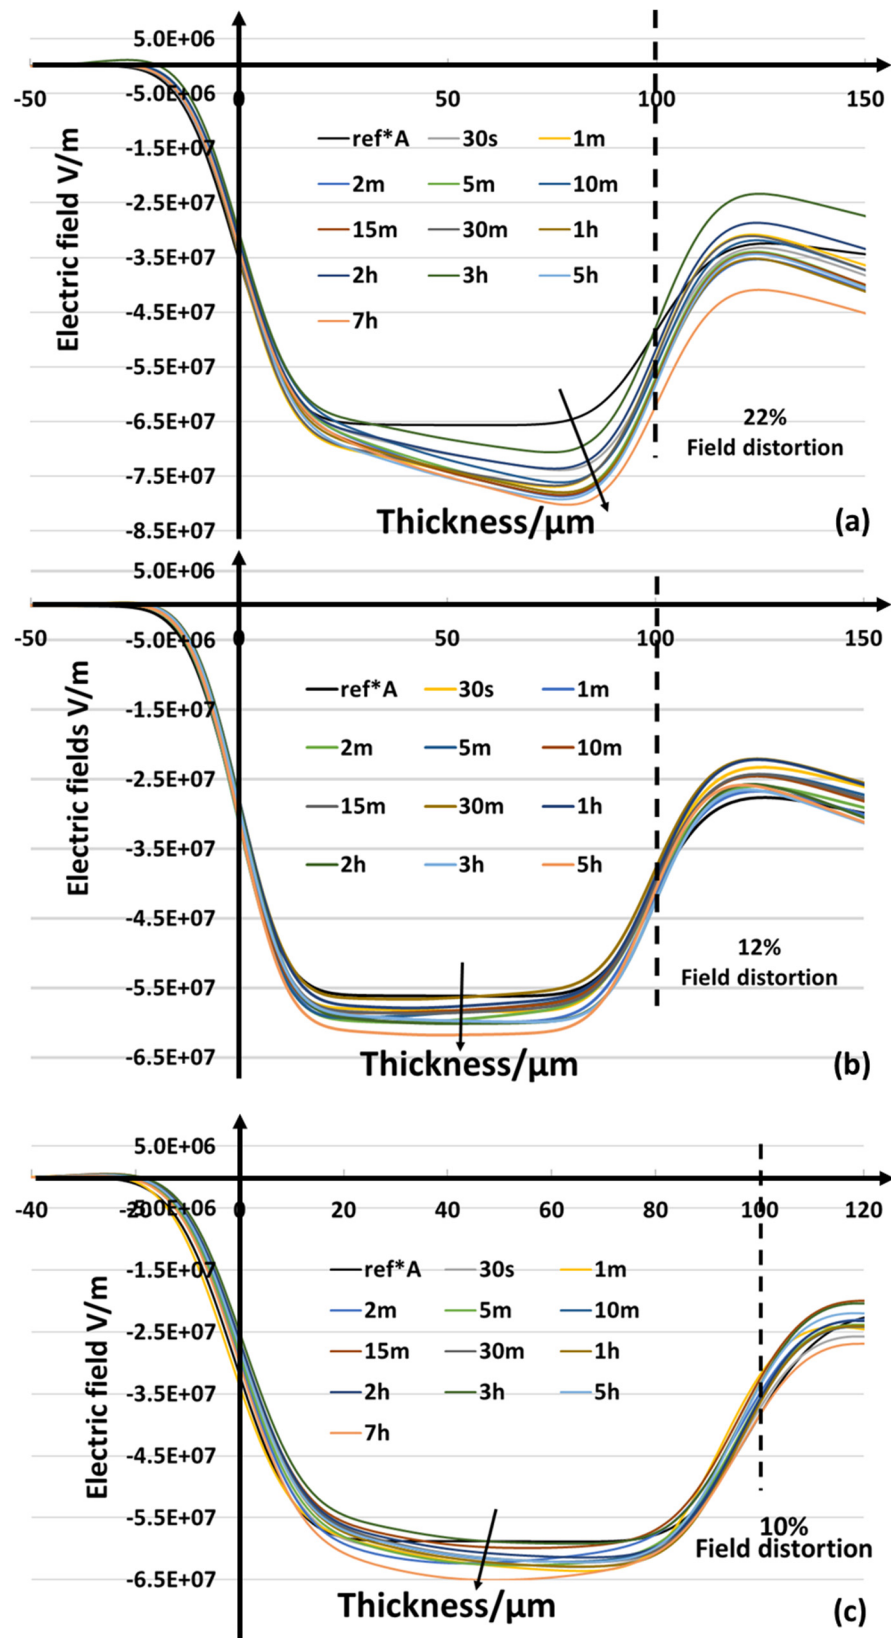 5.0E+06
-50 -5.0E+06 0 50 100 150
-1.5E+07
-2.5E+07
-3.5E+07
-4.5E+07
-5.5E+07
-6.5E+07
-7.5E+07
-8.5E+07
Electric field V/m
ref*A 30s 1m
2m 5m 10m
15m 30m 1h
2h 3h 5h
7h
22%
Field distortion
Thickness/μm
(a)
5.0E+06
-50 -5.0E+06 0 50 100 150
-1.5E+07
-2.5E+07
-3.5E+07
-4.5E+07
-5.5E+07
-6.5E+07
Electric fields V/m
ref*A 30s 1m
2m 5m 10m
15m 30m 1h
2h 3h 5h
12%
Field distortion
Thickness/μm
(b)
5.0E+06
-40 -20 -5.0E+06 0 20 40 60 80 100 120
-1.5E+07
-2.5E+07
-3.5E+07
-4.5E+07
-5.5E+07
-6.5E+07
Electric field V/m
ref*A 30s 1m
2m 5m 10m
15m 30m 1h
2h 3h 5h
7h
10%
Field distortion
Thickness/μm
(c)